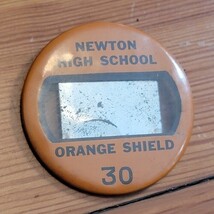 NEWTON
HIGH SCHOOL
ORANGE SHIELD
30